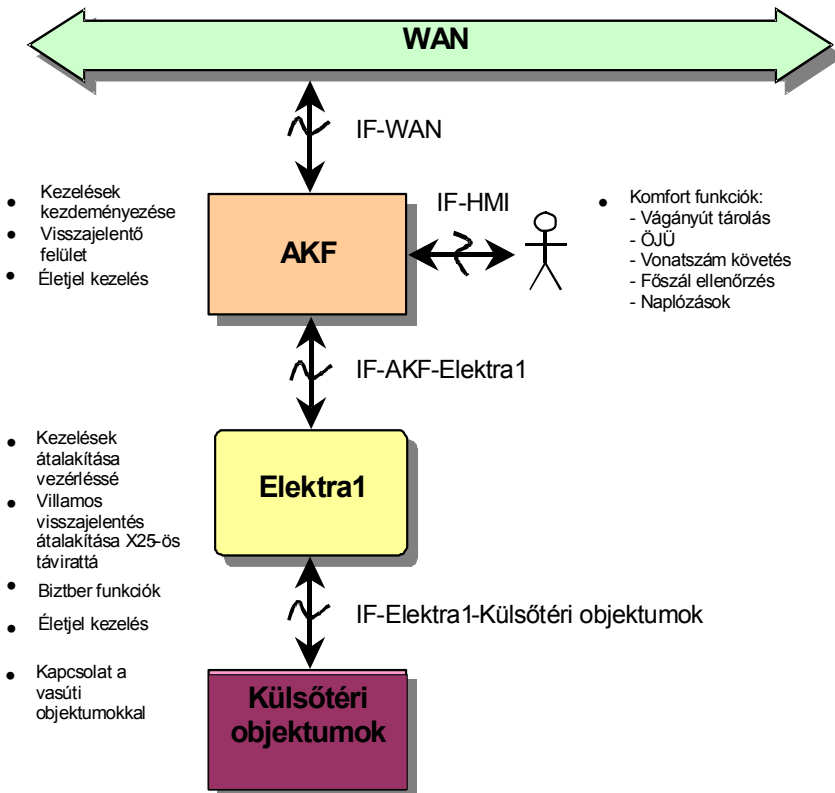 WAN
IF-WAN
• Kezelések
kezdeményezése
• Visszajelentő
felület
• Életjel kezelés
AKF
IF-HMI
• Komfort funkciók:
- Vágányút tárolás
- ÖJÜ
- Vonatszám követés
- Főszál ellenőrzés
- Naplózások
IF-AKF-Elektra1
• Kezelések
átalakítása
vezérléssé
• Villamos
visszajelentés
átalakítása X25-ös
távirattá
• Biztber funkciók
• Életjel kezelés
Elektra1
IF-Elektra1-Külsőtéri objektumok
• Kapcsolat a
vasúti
objektumokkal
Külsőtéri
objektumok